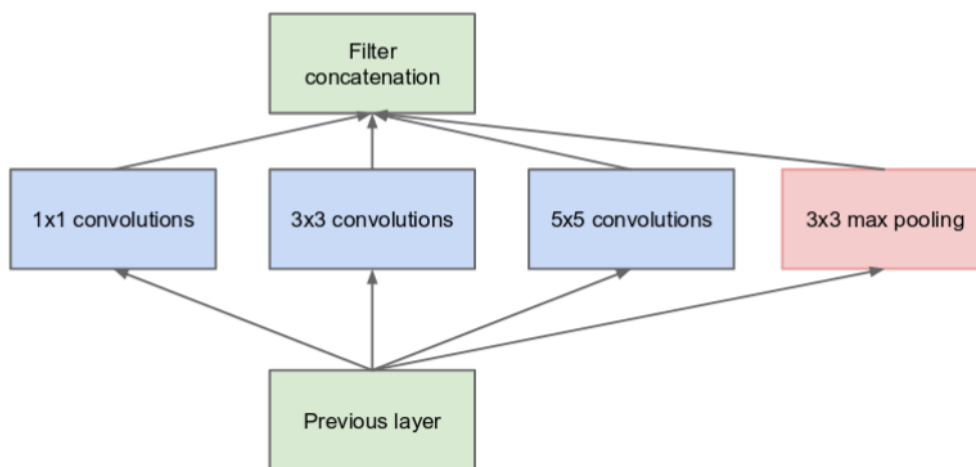 Filter
concatenation
1x1 convolutions
3x3 convolutions
5x5 convolutions
3x3 max pooling
Previous layer